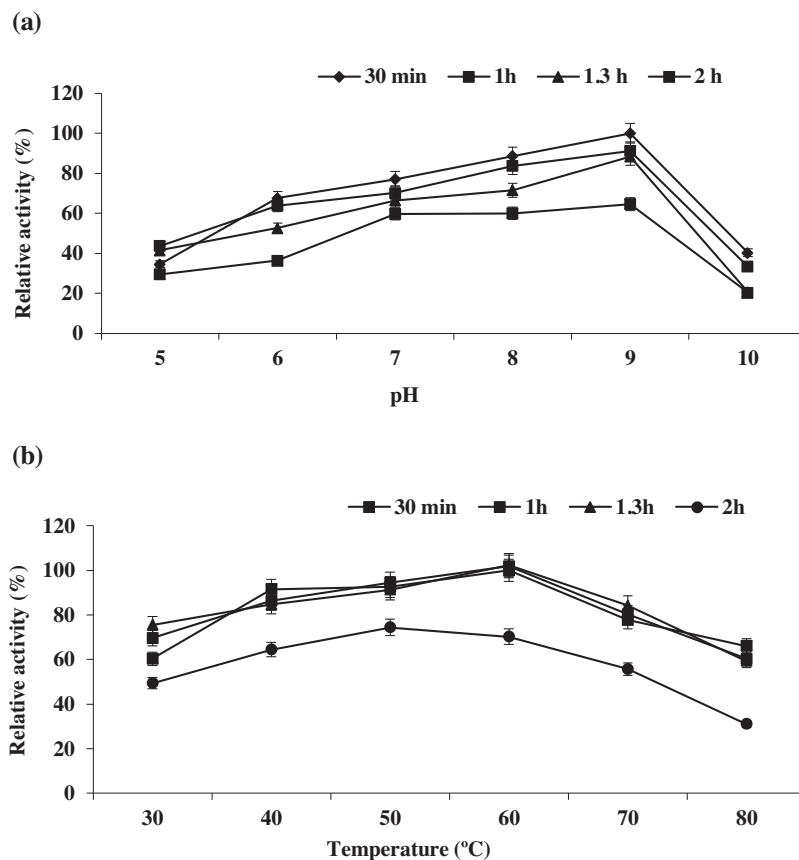 (a)
30 min 1h 1.3 h 2 h
120
100
80
60
40
20
0
Relative activity (%)
5 6 7 8 9 10
pH
(b)
30 min 1h 1.3h 2h
120
100
80
60
40
20
0
Relative activity (%)
30 40 50 60 70 80
Temperature (ºC)